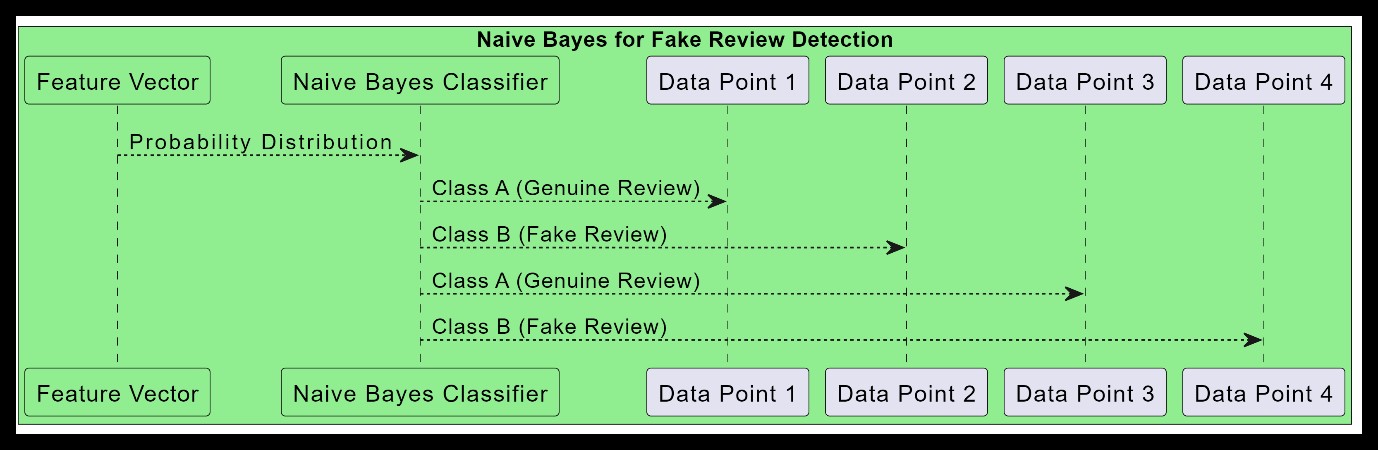 Naive Bayes for Fake Review Detection
Feature Vector
Naive Bayes Classifier
Data Point 1
Data Point 2
Data Point 3
Data Point 4
Probability Distribution
Class A (Genuine Review)
Class B (Fake Review)
Class A (Genuine Review)
Class B (Fake Review)
Feature Vector
Naive Bayes Classifier
Data Point 1
Data Point 2
Data Point 3
Data Point 4